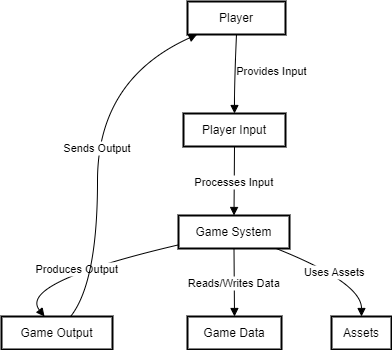 Player
Provides Input
Player Input
Sends Output
Processes Input
Game System
Produces Output
Reads/Writes Data
Uses Assets
Game Output
Game Data
Assets